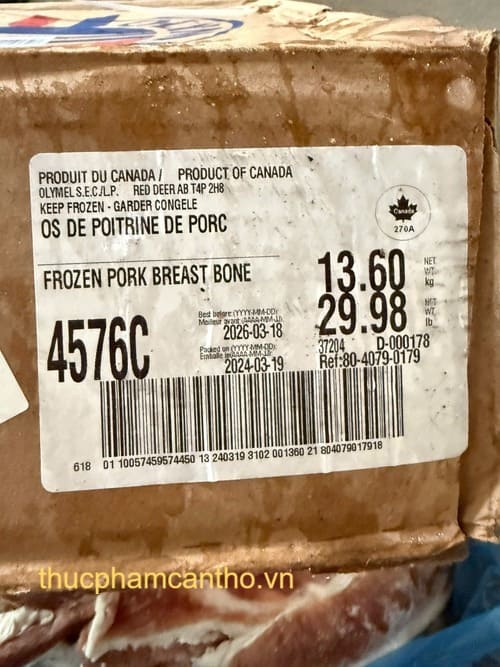 PRODUIT DU CANADA / PRODUCT OF CANADA
OLYMEL S.E.C./L.P. RED DEER AB T4P 2H8
KEEP FROZEN - GARDER CONGELE
OS DE POITRINE DE PORC
Canada
270A
FROZEN PORK BREAST BONE
13.60 NET. WT. kg
29.98 NET WT. lb
4576C
Best before (YYYY-MM-DD):
Meilleur avant (AAAA-MM-JJ):
2026-03-18
Packed on (YYYY-MM-DD):
Emballé le (AAAA-MM-JJ):
2024-03-19
37204 D-000178
Ref:80-4079-0179
618 01 10057459574450 13 240319 3102 001360 21 804079017918
thucphamcantho.vn